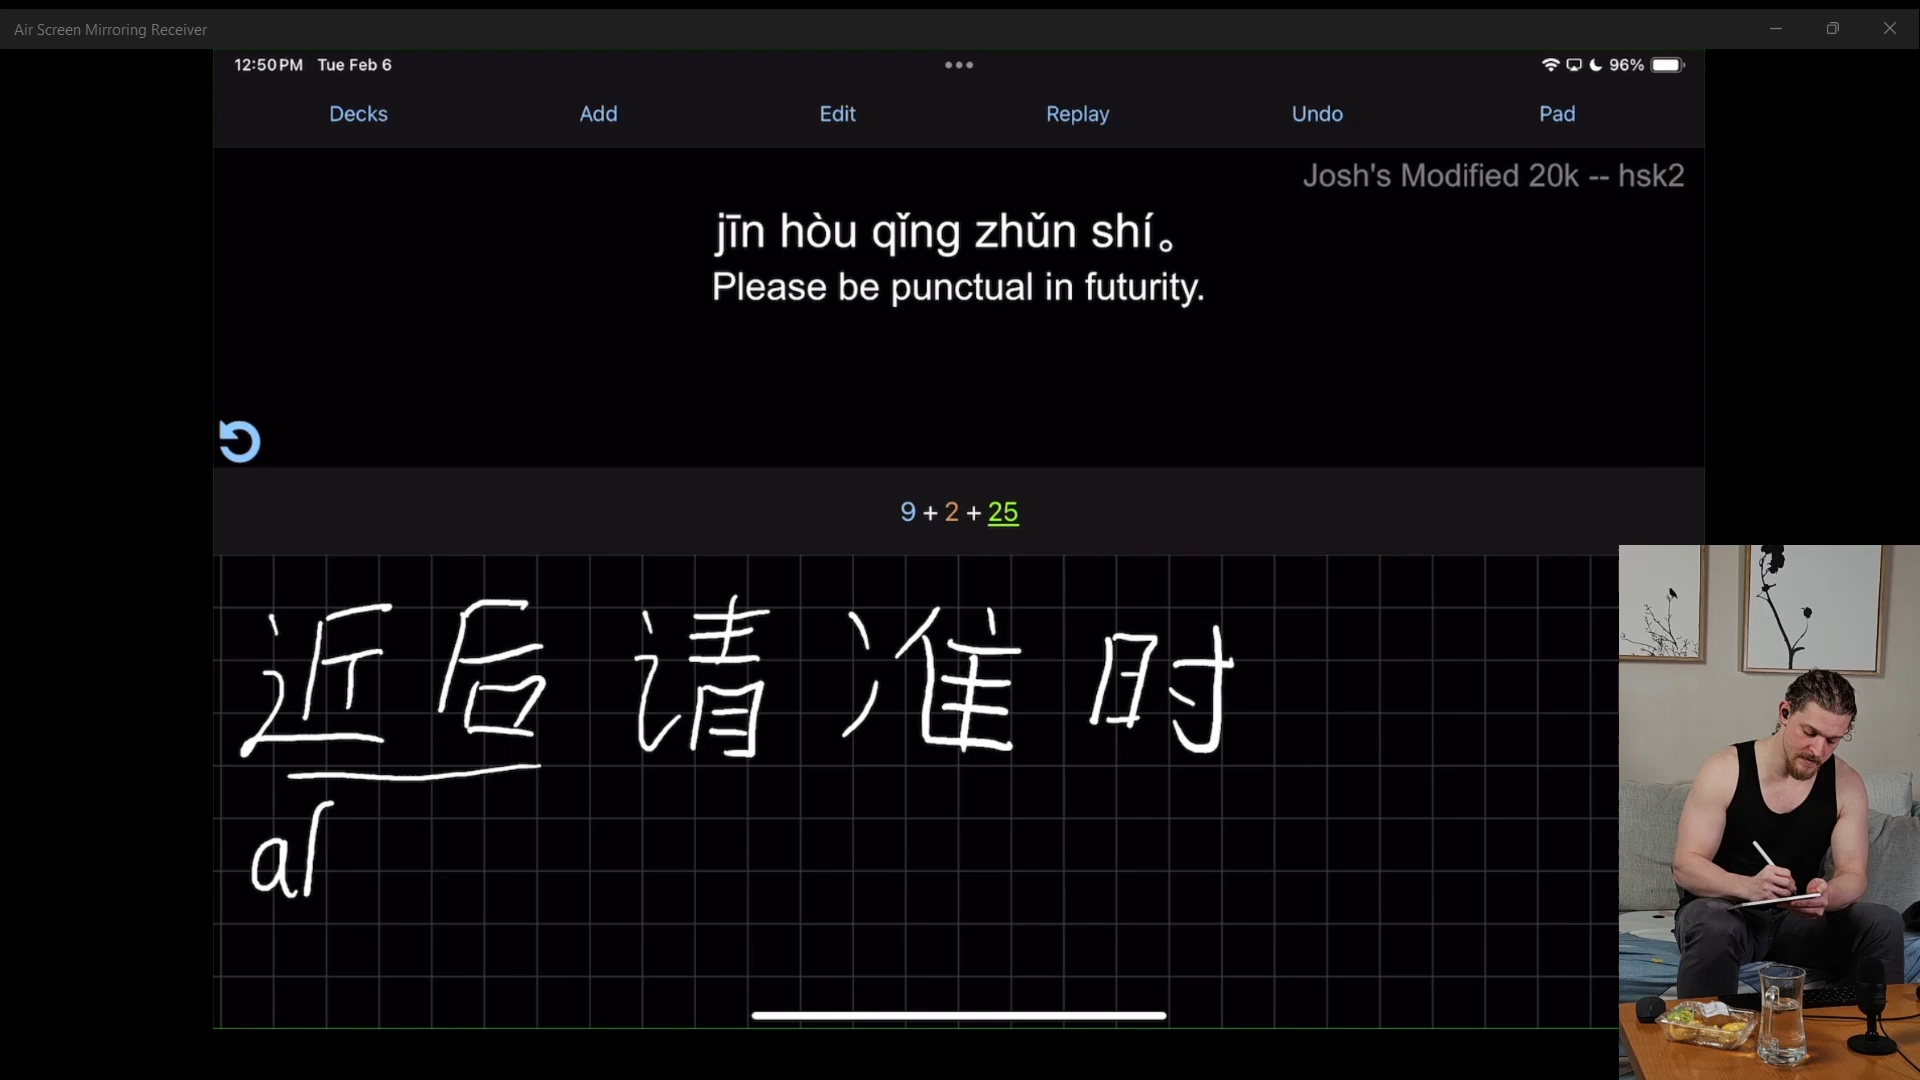 Air Screen Mirroring Receiver
12:50 PM Tue Feb 6
96%
Decks Add Edit Replay Undo Pad
Josh's Modified 20k -- hsk2
jīn hòu qǐng zhǔn shí。
Please be punctual in futurity.
9 + 2 + 25
近后请准时
af